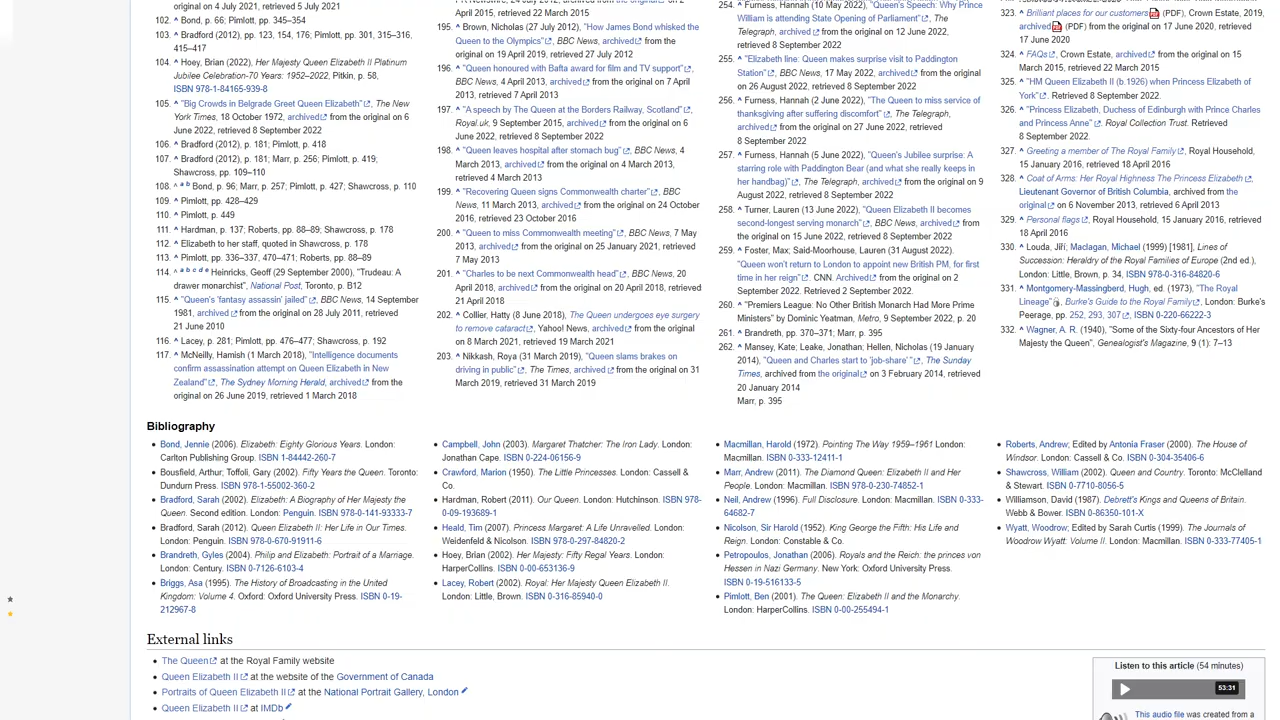 original on 4 July 2021, retrieved 5 July 2021
102. ^ Bond, p. 66; Pimlott, pp. 345–354
103. ^ Bradford (2012) pp. 123, 154, 176; Pimlott, pp. 301, 315–316,
415–417
104. ^ Hoey, Brian (2022), Her Majesty Queen Elizabeth II Platinum
Jubilee Celebration-70 Years: 1952–2022, Pitkin, p. 58,
ISBN 978-1-84165-939-8
105. ^ "Big Crowds in Belgrade Greet Queen Elizabeth", The New
York Times, 18 October 1972, archived from the original on 6
June 2022, retrieved 8 September 2022
106. ^ Bradford (2012), p. 181; Pimlott, p. 418
107. ^ Bradford (2012), p. 181; Marr, p. 256; Pimlott, p. 419,
Shawcross, pp. 109–110
108. ^ a b Bond, p. 96; Marr, p. 257; Pimlott, p. 427; Shawcross, p. 110
109. ^ Pimlott, pp. 428–429
110. ^ Pimlott, p. 449
111. ^ Hardman, p. 137; Roberts, pp. 88–89; Shawcross, p. 178
112. ^ Elizabeth to her staff, quoted in Shawcross, p. 178
113. ^ Pimlott, pp. 336–337, 470–471; Roberts, pp. 88–89
114. ^ a b c d e Heinricks, Geoff (29 September 2000), "Trudeau: A
drawer monarchist", National Post, Toronto, p. B12
115. ^ "Queen's 'fantasy assassin' jailed", BBC News, 14 September
1981, archived from the original on 28 July 2011, retrieved
21 June 2010
116. ^ Lacey, p. 281; Pimlott, pp. 476–477; Shawcross, p. 192
117. ^ McNeilly, Hamish (1 March 2018), "Intelligence documents
confirm assassination attempt on Queen Elizabeth in New
Zealand", The Sydney Morning Herald, archived from the
original on 26 June 2019, retrieved 1 March 2018
April 2015, retrieved 22 March 2015
195. ^ Brown, Nicholas (27 July 2012), "How James Bond whisked the
Queen to the Olympics", BBC News, archived from the
original on 19 April 2019, retrieved 27 July 2012
196. ^ "Queen honoured with Bafta award for film and TV support",
BBC News, 4 April 2013, archived from the original on 7 April
2013, retrieved 7 April 2013
197. ^ "A speech by The Queen at the Borders Railway, Scotland",
Royal.uk, 9 September 2015, archived from the original on 6
June 2022, retrieved 8 September 2022
198. ^ "Queen leaves hospital after stomach bug", BBC News, 4
March 2013, archived from the original on 4 March 2013,
retrieved 4 March 2013
199. ^ "Recovering Queen signs Commonwealth charter", BBC
News, 11 March 2013, archived from the original on 24 October
2016, retrieved 23 October 2016
200. ^ "Queen to miss Commonwealth meeting", BBC News, 7 May
2013, archived from the original on 25 January 2021, retrieved
7 May 2013
201. ^ "Charles to be next Commonwealth head", BBC News, 20
April 2018, archived from the original on 20 April 2018, retrieved
21 April 2018
202. ^ Collier, Hatty (8 June 2018), The Queen undergoes eye surgery
to remove cataract, Yahoo! News, archived from the original
on 8 March 2021, retrieved 19 March 2021
203. ^ Nikkash, Roya (31 March 2019), "Queen slams brakes on
driving in public", The Times, archived from the original on 31
March 2019, retrieved 31 March 2019
254. ^ Furness, Hannah (10 May 2022), "Queen's Speech: Why Prince
William is attending State Opening of Parliament", The
Telegraph, archived from the original on 12 June 2022,
retrieved 8 September 2022
255. ^ "Elizabeth line: Queen makes surprise visit to Paddington
Station", BBC News, 17 May 2022, archived from the original
on 26 August 2022, retrieved 8 September 2022
256. ^ Furness, Hannah (2 June 2022), "The Queen to miss service of
thanksgiving after suffering discomfort", The Telegraph,
archived from the original on 27 June 2022, retrieved
8 September 2022
257. ^ Furness, Hannah (5 June 2022), "Queen's Jubilee surprise: A
starring role with Paddington Bear (and what she really keeps in
her handbag)", The Telegraph, archived from the original on 9
August 2022, retrieved 8 September 2022
258. ^ Turner, Lauren (13 June 2022), "Queen Elizabeth II becomes
second-longest serving monarch", BBC News, archived from
the original on 15 June 2022, retrieved 8 September 2022
259. ^ Foster, Max; Said-Moorhouse, Lauren (31 August 2022).
"Queen won't return to London to appoint new British PM, for first
time in her reign". CNN. Archived from the original on 2
September 2022. Retrieved 2 September 2022.
260. ^ "Premiers League: No Other British Monarch Had More Prime
Ministers" by Dominic Yeatman, Metro, 9 September 2022, p. 20
261. ^ Brandreth, pp. 370–371; Marr, p. 395
262. ^ Mansey, Kate; Leake, Jonathan; Hellen, Nicholas (19 January
2014), "Queen and Charles start to 'job-share' ", The Sunday
Times, archived from the original on 3 February 2014, retrieved
20 January 2014
Marr, p. 395
323. ^ Brilliant places for our customers (PDF), Crown Estate, 2019,
archived (PDF) from the original on 17 June 2020, retrieved
17 June 2020
324. ^ FAQs, Crown Estate, archived from the original on 15
March 2015, retrieved 22 March 2015
325. ^ "HM Queen Elizabeth II (b.1926) when Princess Elizabeth of
York". Retrieved 8 September 2022.
326. ^ "Princess Elizabeth, Duchess of Edinburgh with Prince Charles
and Princess Anne". Royal Collection Trust. Retrieved
8 September 2022.
327. ^ Greeting a member of The Royal Family, Royal Household,
15 January 2016, retrieved 18 April 2016
328. ^ Coat of Arms: Her Royal Highness The Princess Elizabeth,
Lieutenant Governor of British Columbia, archived from the
original on 6 November 2013, retrieved 6 April 2013
329. ^ Personal flags, Royal Household, 15 January 2016, retrieved
18 April 2016
330. ^ Louda, Jiří; Maclagan, Michael (1999) [1981], Lines of
Succession: Heraldry of the Royal Families of Europe (2nd ed.),
London: Little, Brown, p. 34, ISBN 978-0-316-84820-6
331. ^ Montgomery-Massingberd, Hugh, ed. (1973), "The Royal
Lineage", Burke's Guide to the Royal Family, London: Burke's
Peerage, pp. 252, 293, 307, ISBN 0-220-66222-3
332. ^ Wagner, A. R. (1940), "Some of the Sixty-four Ancestors of Her
Majesty the Queen", Genealogist's Magazine, 9 (1): 7–13
Bibliography
• Bond, Jennie (2006). Elizabeth: Eighty Glorious Years. London:
Carlton Publishing Group. ISBN 1-84442-260-7
• Bousfield, Arthur; Toffoli, Gary (2002). Fifty Years the Queen. Toronto:
Dundurn Press. ISBN 978-1-55002-360-2
• Bradford, Sarah (2002). Elizabeth: A Biography of Her Majesty the
Queen. Second edition. London: Penguin. ISBN 978-0-141-93333-7
• Bradford, Sarah (2012). Queen Elizabeth II: Her Life in Our Times.
London: Penguin. ISBN 978-0-670-91911-6
• Brandreth, Gyles (2004). Philip and Elizabeth: Portrait of a Marriage.
London: Century. ISBN 0-7126-6103-4
• Briggs, Asa (1995). The History of Broadcasting in the United
Kingdom: Volume 4. Oxford: Oxford University Press. ISBN 0-19-
212967-8
• Campbell, John (2003). Margaret Thatcher: The Iron Lady. London:
Jonathan Cape. ISBN 0-224-06156-9
• Crawford, Marion (1950). The Little Princesses. London: Cassell &
Co.
• Hardman, Robert (2011). Our Queen. London: Hutchinson. ISBN 978-
0-09-193689-1
• Heald, Tim (2007). Princess Margaret: A Life Unravelled. London:
Weidenfeld & Nicolson. ISBN 978-0-297-84820-2
• Hoey, Brian (2002). Her Majesty: Fifty Regal Years. London:
HarperCollins. ISBN 0-00-653136-9
• Lacey, Robert (2002). Royal: Her Majesty Queen Elizabeth II.
London: Little, Brown. ISBN 0-316-85940-0
• Macmillan, Harold (1972). Pointing The Way 1959–1961 London:
Macmillan. ISBN 0-333-12411-1
• Marr, Andrew (2011). The Diamond Queen: Elizabeth II and Her
People. London: Macmillan. ISBN 978-0-230-74852-1
• Neil, Andrew (1996). Full Disclosure. London: Macmillan. ISBN 0-333-
64682-7
• Nicolson, Sir Harold (1952). King George the Fifth: His Life and
Reign. London: Constable & Co.
• Petropoulos, Jonathan (2006). Royals and the Reich: the princes von
Hessen in Nazi Germany. New York: Oxford University Press.
ISBN 0-19-516133-5
• Pimlott, Ben (2001). The Queen: Elizabeth II and the Monarchy.
London: HarperCollins. ISBN 0-00-255494-1
• Roberts, Andrew; Edited by Antonia Fraser (2000). The House of
Windsor. London: Cassell & Co. ISBN 0-304-35406-6
• Shawcross, William (2002). Queen and Country. Toronto: McClelland
& Stewart. ISBN 0-7710-8056-5
• Williamson, David (1987). Debrett's Kings and Queens of Britain.
Webb & Bower. ISBN 0-86350-101-X
• Wyatt, Woodrow; Edited by Sarah Curtis (1999). The Journals of
Woodrow Wyatt: Volume II. London: Macmillan. ISBN 0-333-77405-1
External links
• The Queen at the Royal Family website
• Queen Elizabeth II at the website of the Government of Canada
• Portraits of Queen Elizabeth II at the National Portrait Gallery, London
• Queen Elizabeth II at IMDb
Listen to this article (54 minutes)
53:31
This audio file was created from a